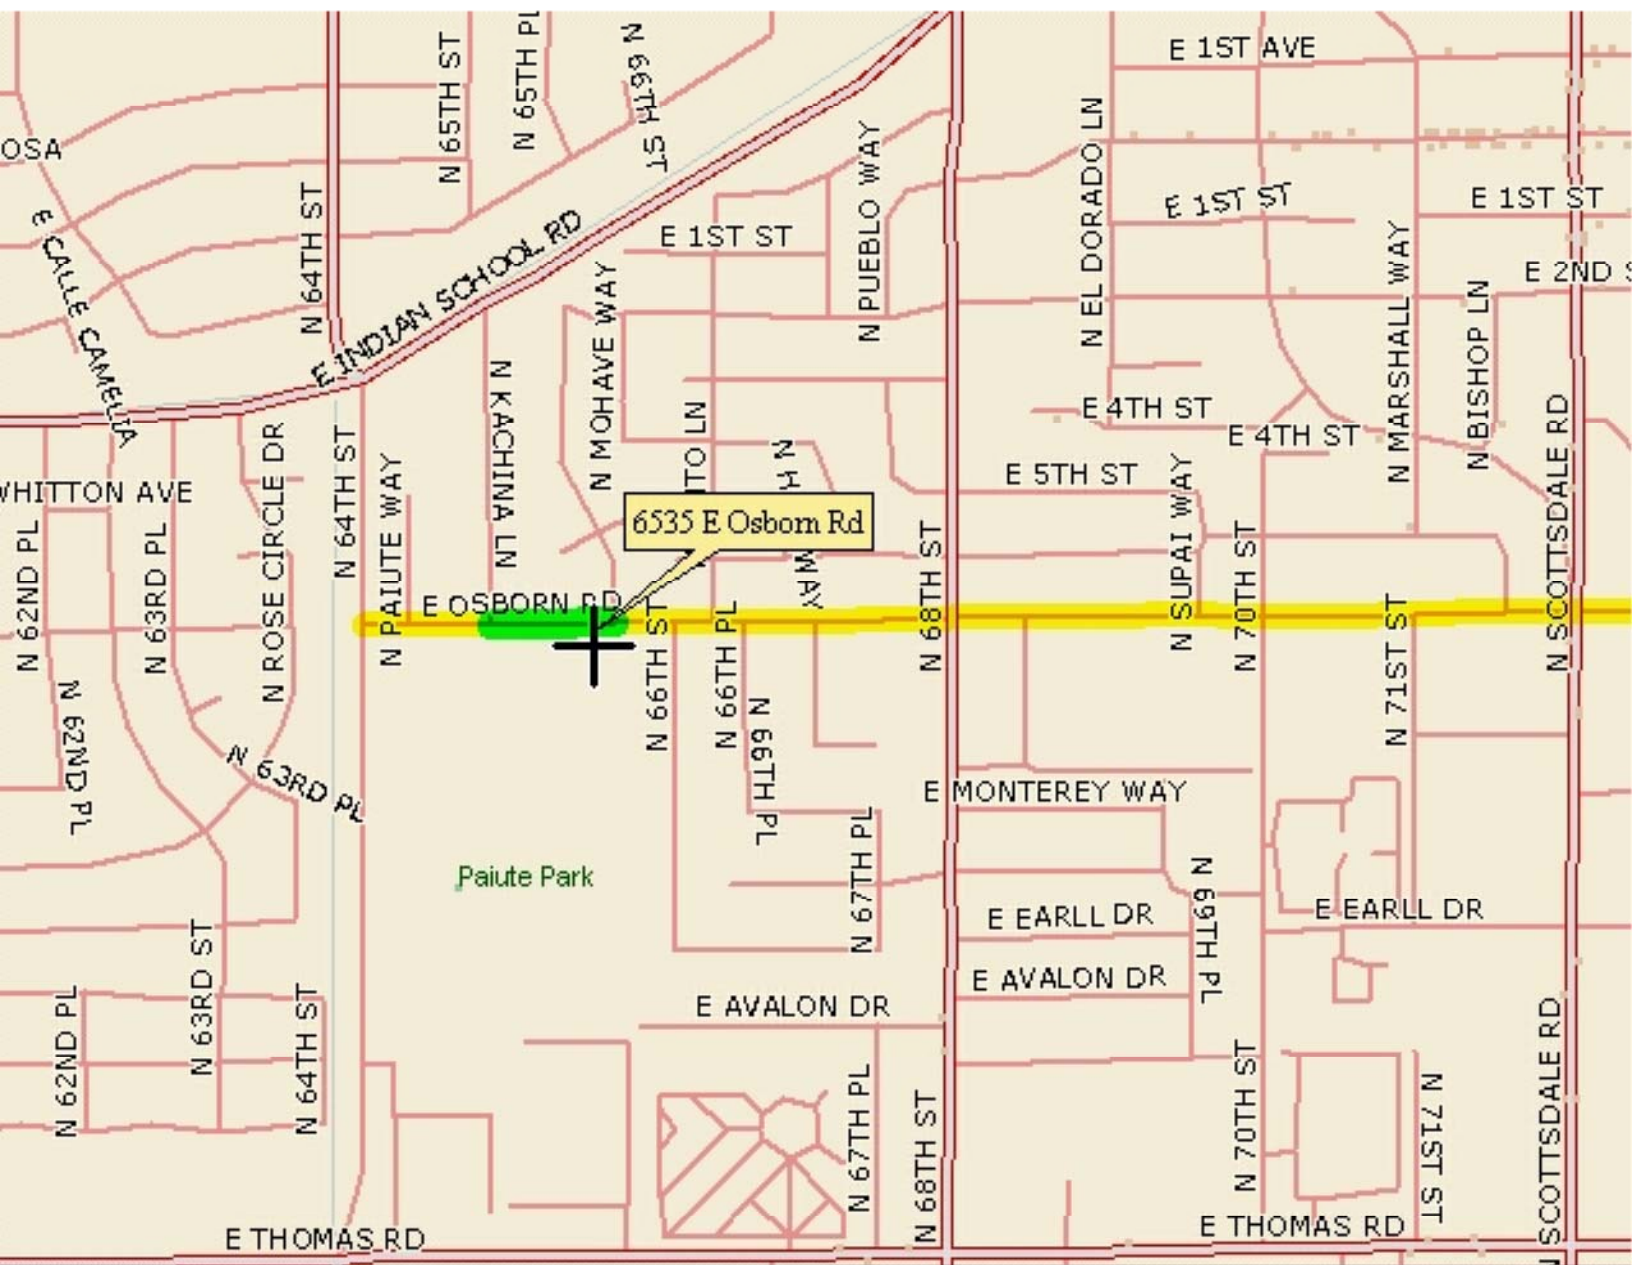 E 1ST AVE
N 65TH ST
N 65TH PL
N 66TH ST
OSA
N 64TH ST
E CALLE CAMELIA
E INDIAN SCHOOL RD
E 1ST ST
N PUEBLO WAY
N EL DORADO LN
E 1ST ST
E 1ST ST
E 2ND S
N MOHAVE WAY
N MARSHALL WAY
N BISHOP LN
N KACHINA LN
E 4TH ST
E 4TH ST
N SCOTTSDALE RD
WHITTON AVE
N ROSE CIRCLE DR
N 64TH ST
N PAIUTE WAY
ITO LN
N H
WAY
E 5TH ST
N 62ND PL
N 63RD PL
6535 E Osborn Rd
N 68TH ST
N SUPAI WAY
N 70TH ST
E OSBORN RD
N 66TH ST
N 66TH PL
N 71ST ST
N 62ND PL
N 63RD PL
N 66TH PL
E MONTEREY WAY
Paiute Park
N 67TH PL
N 69TH PL
E EARLL DR
E EARLL DR
E AVALON DR
E AVALON DR
N 62ND PL
N 63RD ST
N 64TH ST
N 67TH PL
N 68TH ST
N 70TH ST
N 71ST ST
N SCOTTSDALE RD
E THOMAS RD
E THOMAS RD